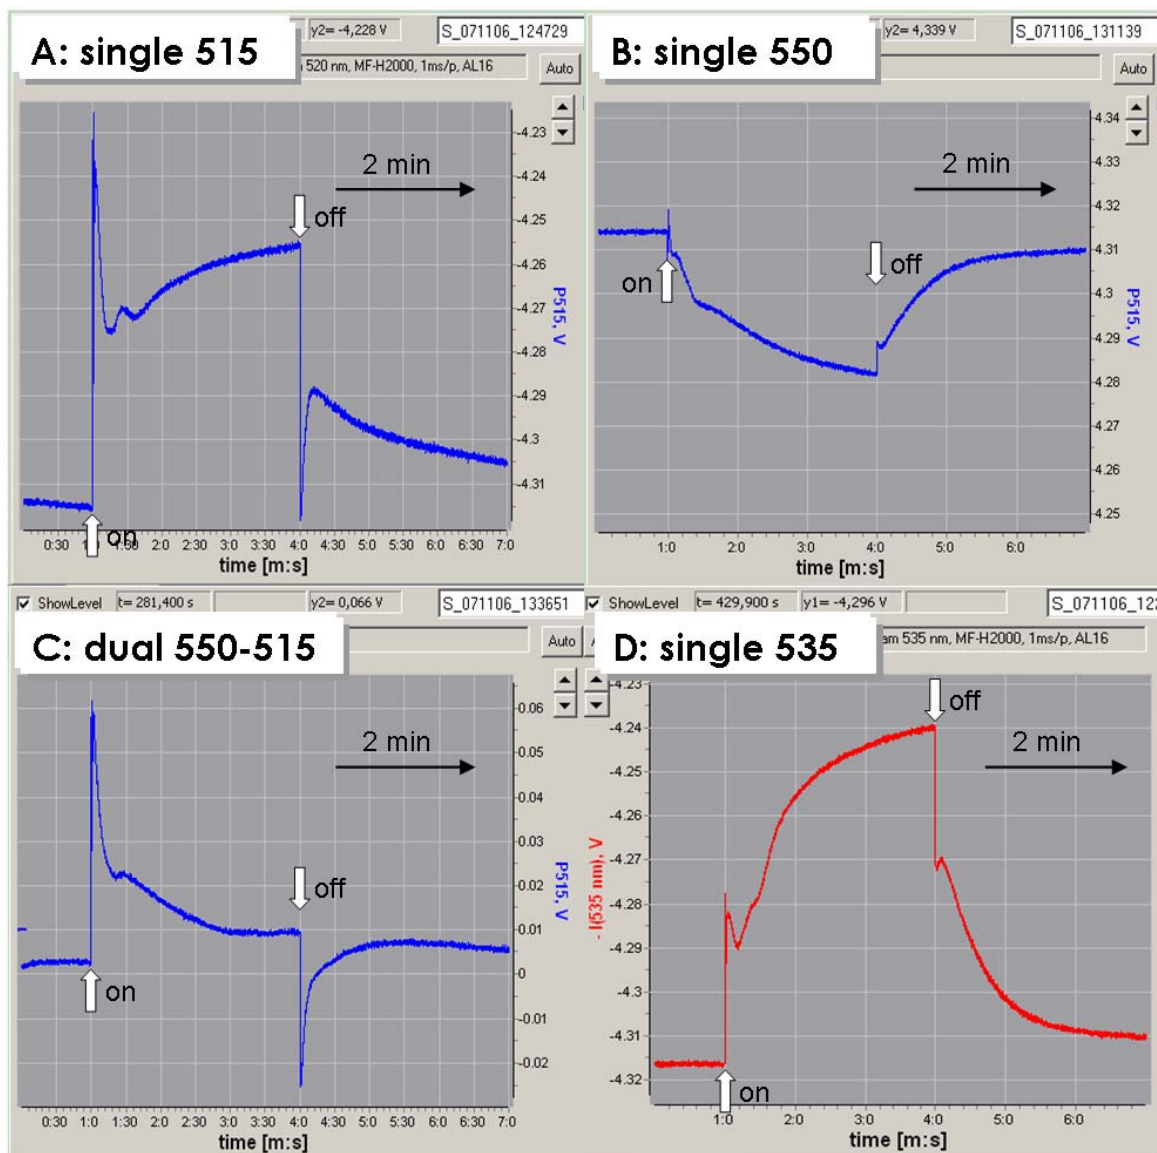 A: single 515
y2= -4,228 V
S_071106_124729
520 nm, MF-H2000, 1ms/p, AL16
Auto
-4.23
-4.24
-4.25
-4.26
-4.27
-4.28
-4.29
-4.3
-4.31
P515, V
2 min
off
on
0:30
1:30
2:0
2:30
3:0
3:30
4:0
4:30
5:0
5:30
6:0
6:30
7:0
time [m:s]
B: single 550
y2= 4,339 V
S_071106_131139
Auto
4.34
4.33
4.32
4.31
4.3
4.29
4.28
4.27
4.26
4.25
P515, V
2 min
off
on
1:0
2:0
3:0
4:0
5:0
6:0
time [m:s]
ShowLevel
t= 281,400 s
y2= 0,066 V
S_071106_133651
C: dual 550-515
Auto
0.06
0.05
0.04
0.03
0.02
0.01
0
-0.01
-0.02
P515, V
2 min
off
on
0:30
1:0
1:30
2:0
2:30
3:0
3:30
4:0
4:30
5:0
5:30
6:0
6:30
7:0
time [m:s]
ShowLevel
t= 429,900 s
y1= -4,296 V
D: single 535
535 nm, MF-H2000, 1ms/p, AL16
-4.23
-4.24
-4.25
-4.26
-4.27
-4.28
-4.29
-4.3
-4.31
-4.32
- I(535 nm), V
2 min
off
on
1:0
2:0
3:0
4:0
5:0
6:0
time [m:s]